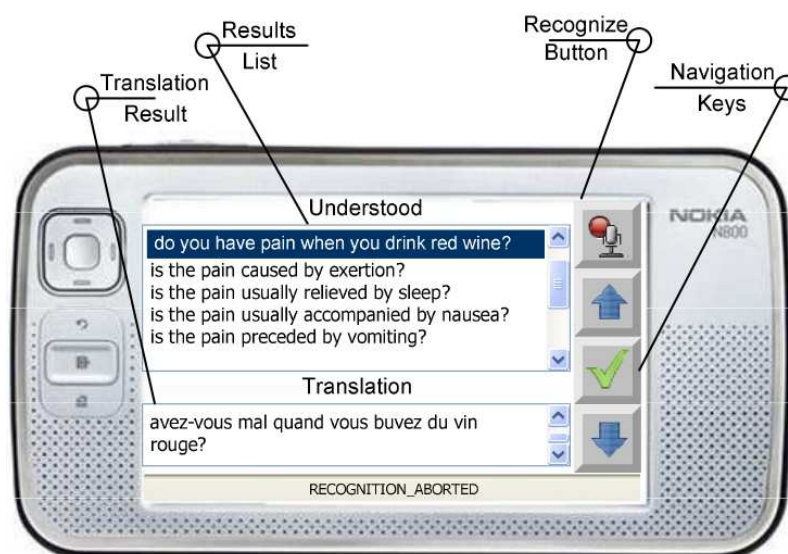 Results
List
Recognize
Button
Translation
Result
Navigation
Keys
Understood
NOKIA
N800
do you have pain when you drink red wine?
is the pain caused by exertion?
is the pain usually relieved by sleep?
is the pain usually accompanied by nausea?
is the pain preceded by vomiting?
Translation
avez-vous mal quand vous buvez du vin
rouge?
RECOGNITION_ABORTED